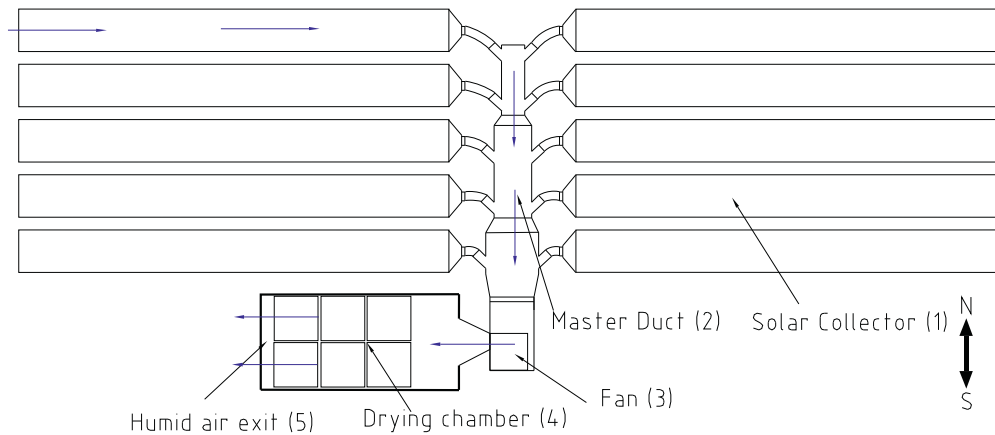 N
Master Duct (2)
Solar Collector (1)
S
Fan (3)
Humid air exit (5)
Drying chamber (4)